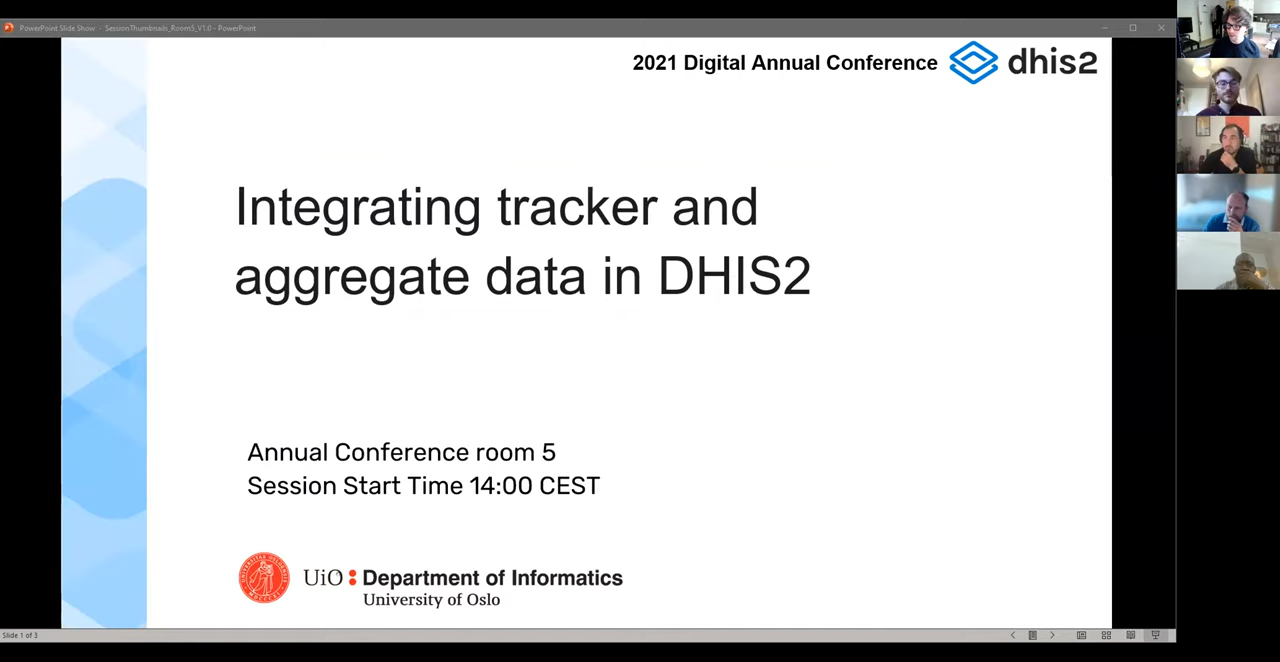 PowerPoint Slide Show - SessionThumbnails_Room5_V1.0 - PowerPoint
2021 Digital Annual Conference
dhis2
Integrating tracker and
aggregate data in DHIS2
Annual Conference room 5
Session Start Time 14:00 CEST
UiO : Department of Informatics
University of Oslo
Slide 1 of 3